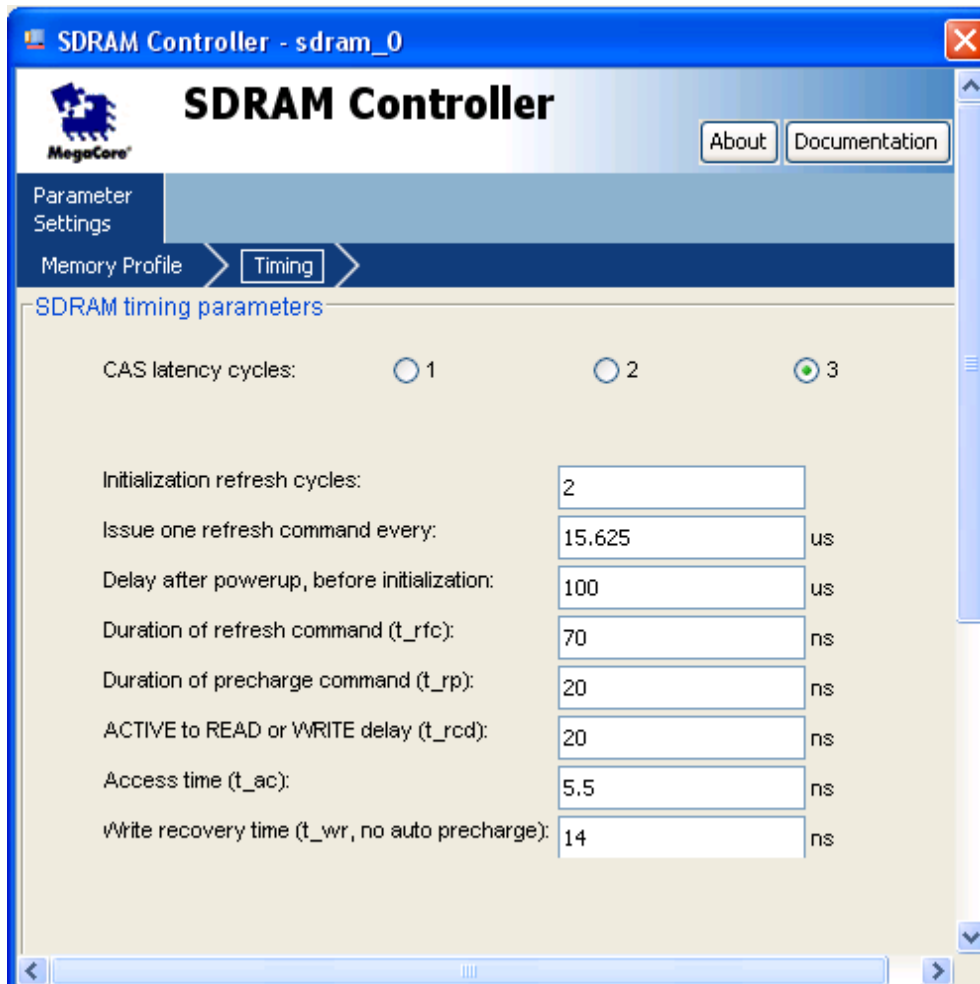 SDRAM Controller - sdram_0
SDRAM Controller
MegaCore®
About
Documentation
Parameter
Settings
Memory Profile
Timing
SDRAM timing parameters
CAS latency cycles: 1 2 3
Initialization refresh cycles: 2
Issue one refresh command every: 15.625 us
Delay after powerup, before initialization: 100 us
Duration of refresh command (t_rfc): 70 ns
Duration of precharge command (t_rp): 20 ns
ACTIVE to READ or WRITE delay (t_rcd): 20 ns
Access time (t_ac): 5.5 ns
Write recovery time (t_wr, no auto precharge): 14 ns